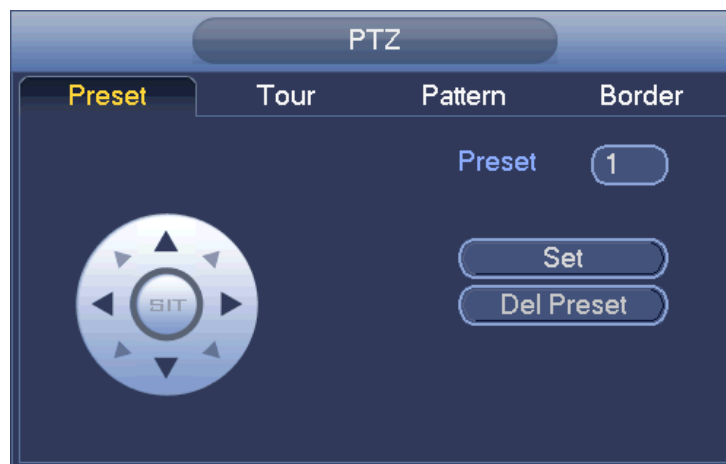 PTZ
Preset Tour Pattern Border
Preset 1
Set
SIT
Del Preset